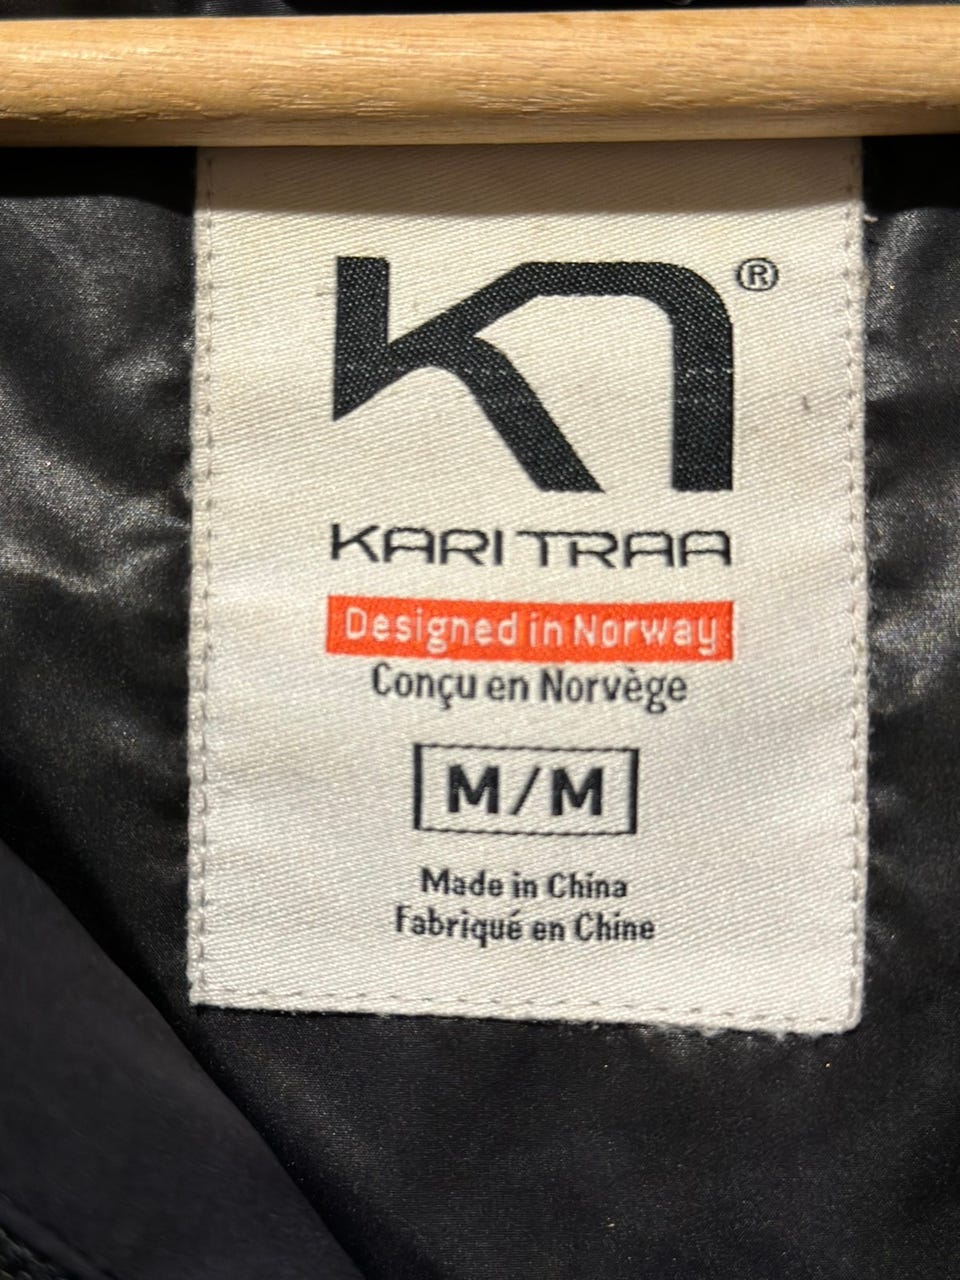 ®
KARI TRAA
Designed in Norway
Conçu en Norvège
M/M
Made in China
Fabriqué en Chine